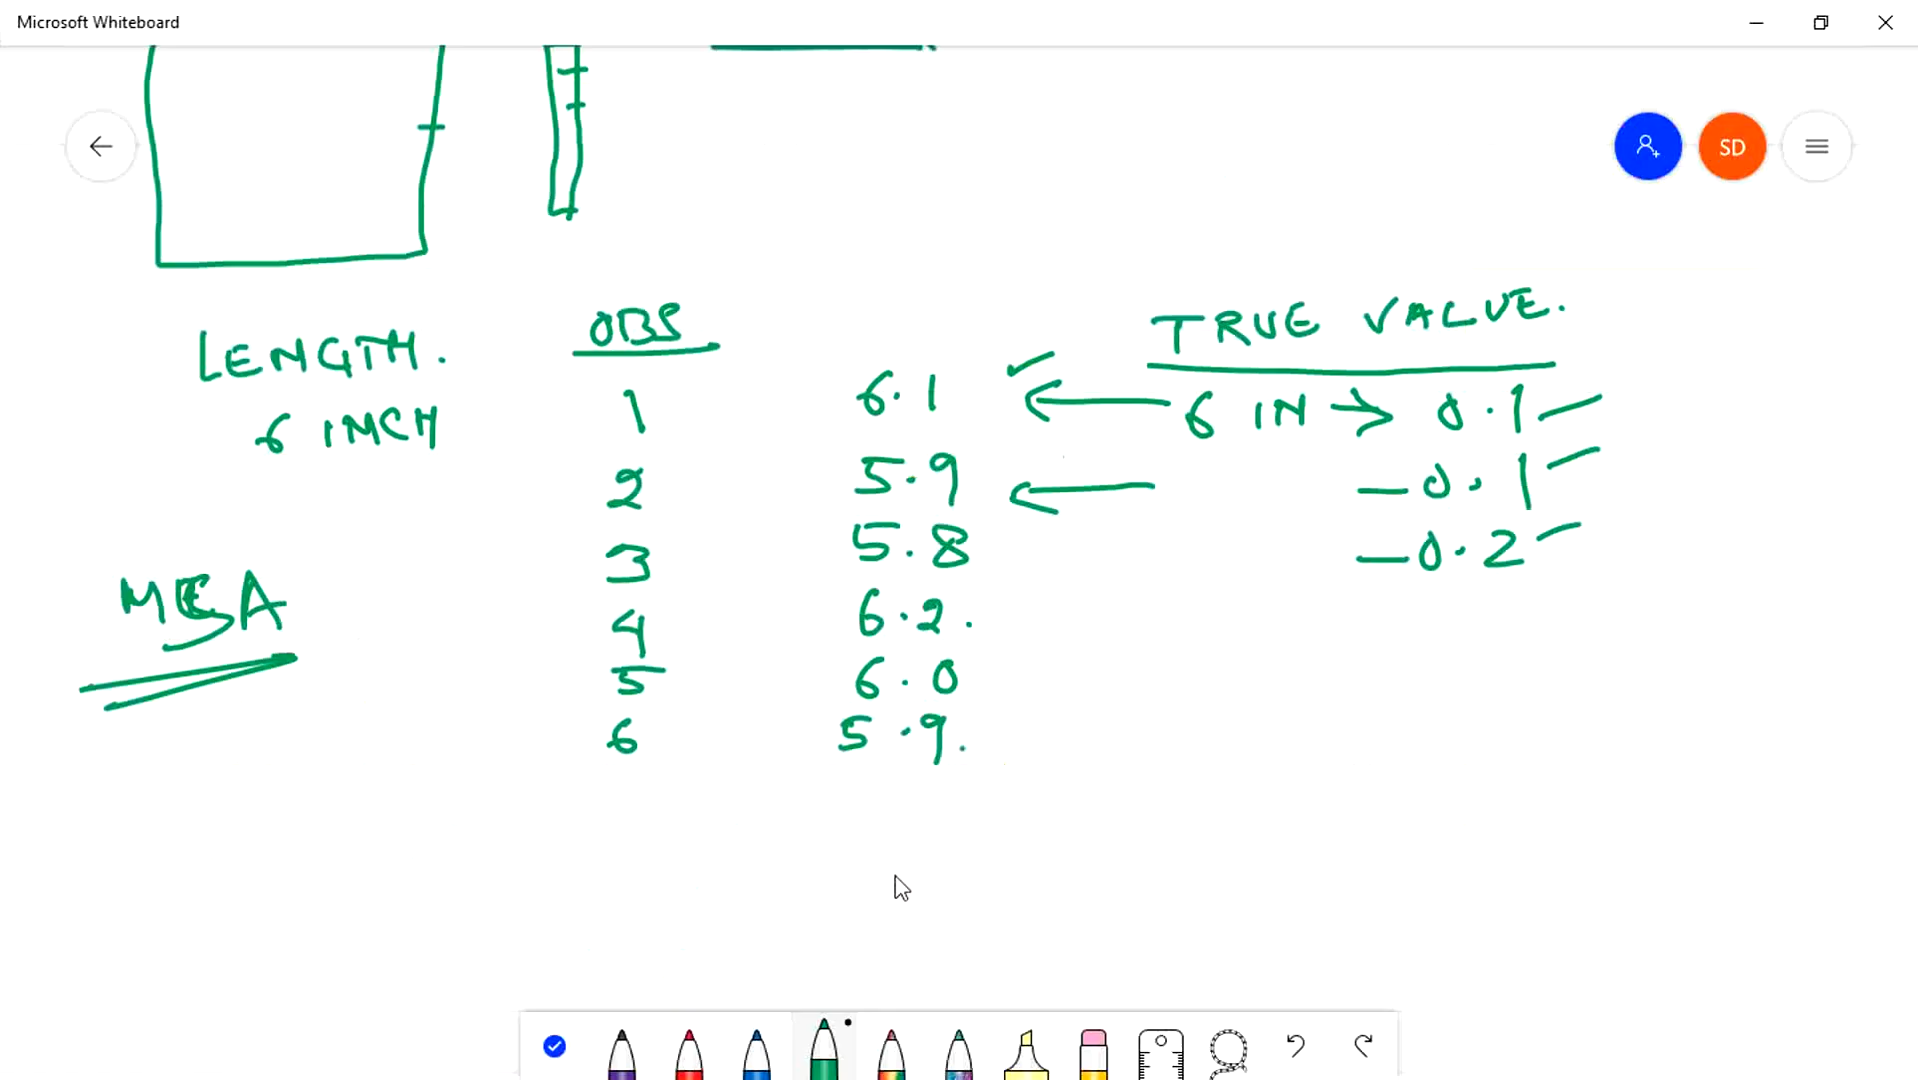 Microsoft Whiteboard
SD
LENGTH.
6 INCH
MSA
OBS
1 6.1
2 5.9
3 5.8
4 6.2.
5 6.0
6 5.9.
TRUE VALUE.
6 IN → 0.1
-0.1
-0.2